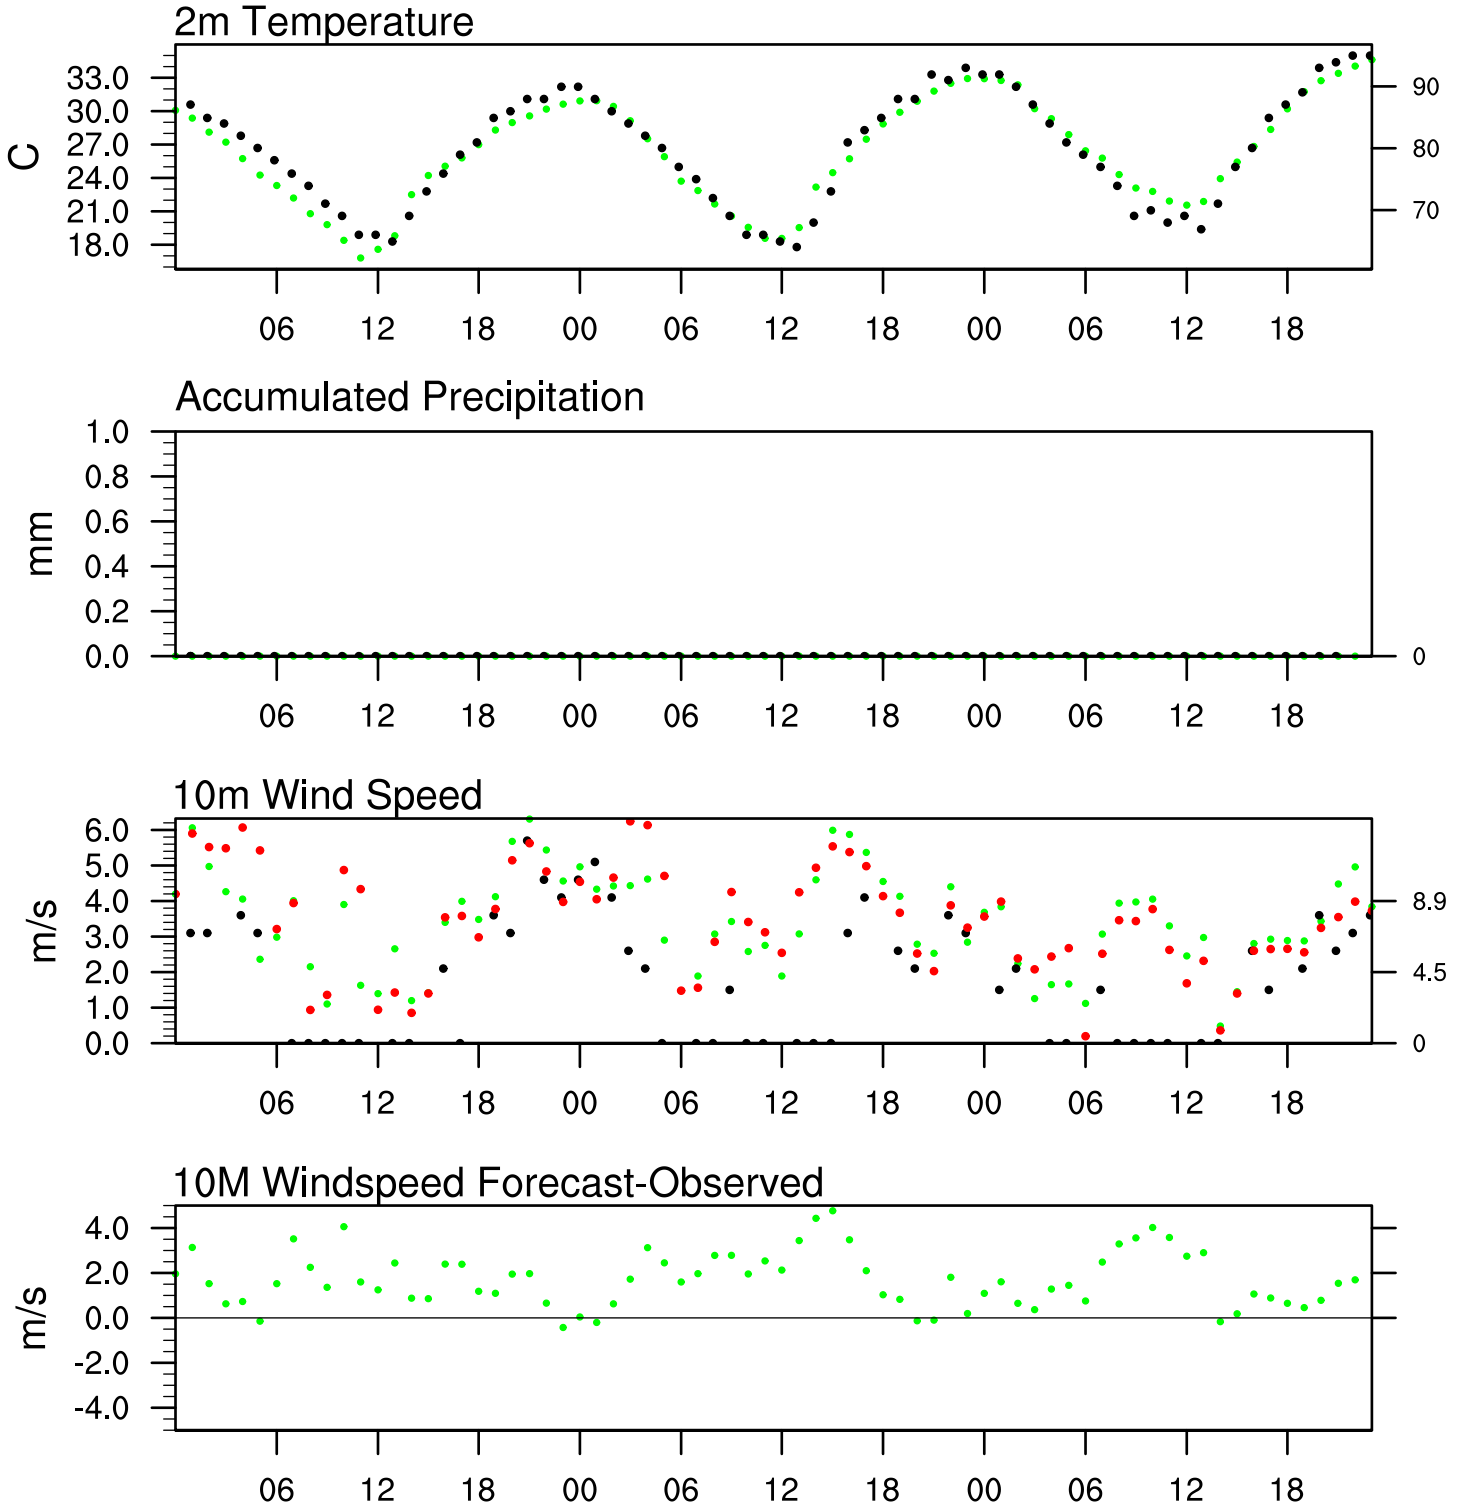 2m Temperature
33.0
30.0
27.0
24.0
21.0
18.0
C
90
80
70
06 12 18 00 06 12 18 00 06 12 18
Accumulated Precipitation
1.0
0.8
0.6
0.4
0.2
0.0
mm
0
06 12 18 00 06 12 18 00 06 12 18
10m Wind Speed
6.0
5.0
4.0
3.0
2.0
1.0
0.0
m/s
8.9
4.5
0
06 12 18 00 06 12 18 00 06 12 18
10M Windspeed Forecast-Observed
4.0
2.0
0.0
-2.0
-4.0
m/s
06 12 18 00 06 12 18 00 06 12 18